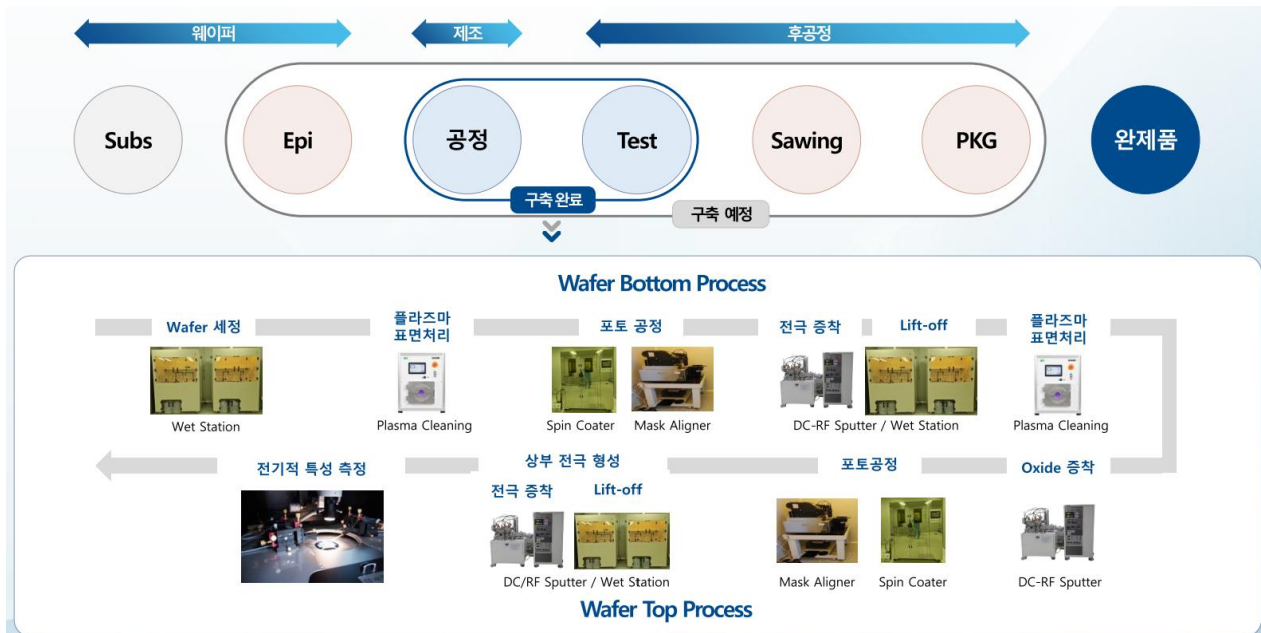 웨이퍼
제조
후공정
Subs
Epi
공정
Test
Sawing
PKG
완제품
구축 완료
구축 예정
Wafer Bottom Process
Wafer 세정
플라즈마
표면처리
포토 공정
전극 증착
Lift-off
플라즈마
표면처리
Wet Station
Plasma Cleaning
Spin Coater
Mask Aligner
DC-RF Sputter / Wet Station
Plasma Cleaning
전기적 특성 측정
상부 전극 형성
포토공정
Oxide 증착
전극 증착
Lift-off
DC/RF Sputter / Wet Station
Mask Aligner
Spin Coater
DC-RF Sputter
Wafer Top Process